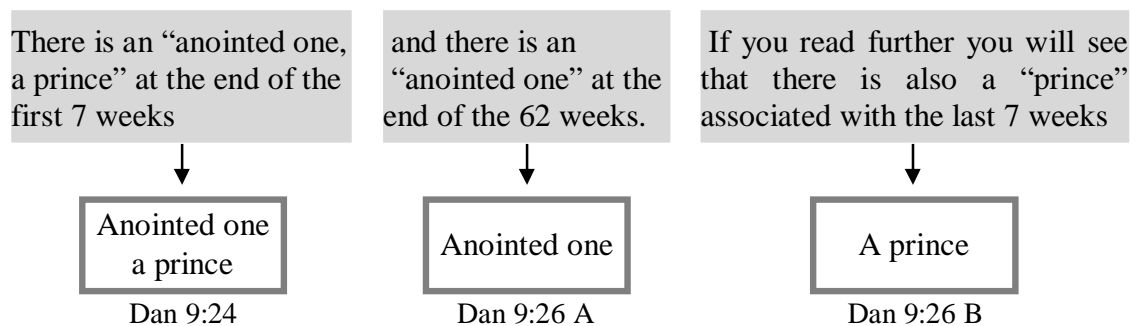 There is an “anointed one,
a prince” at the end of the
first 7 weeks
and there is an
“anointed one” at the
end of the 62 weeks.
If you read further you will see
that there is also a “prince”
associated with the last 7 weeks
Anointed one
a prince
Anointed one
A prince
Dan 9:24
Dan 9:26 A
Dan 9:26 B